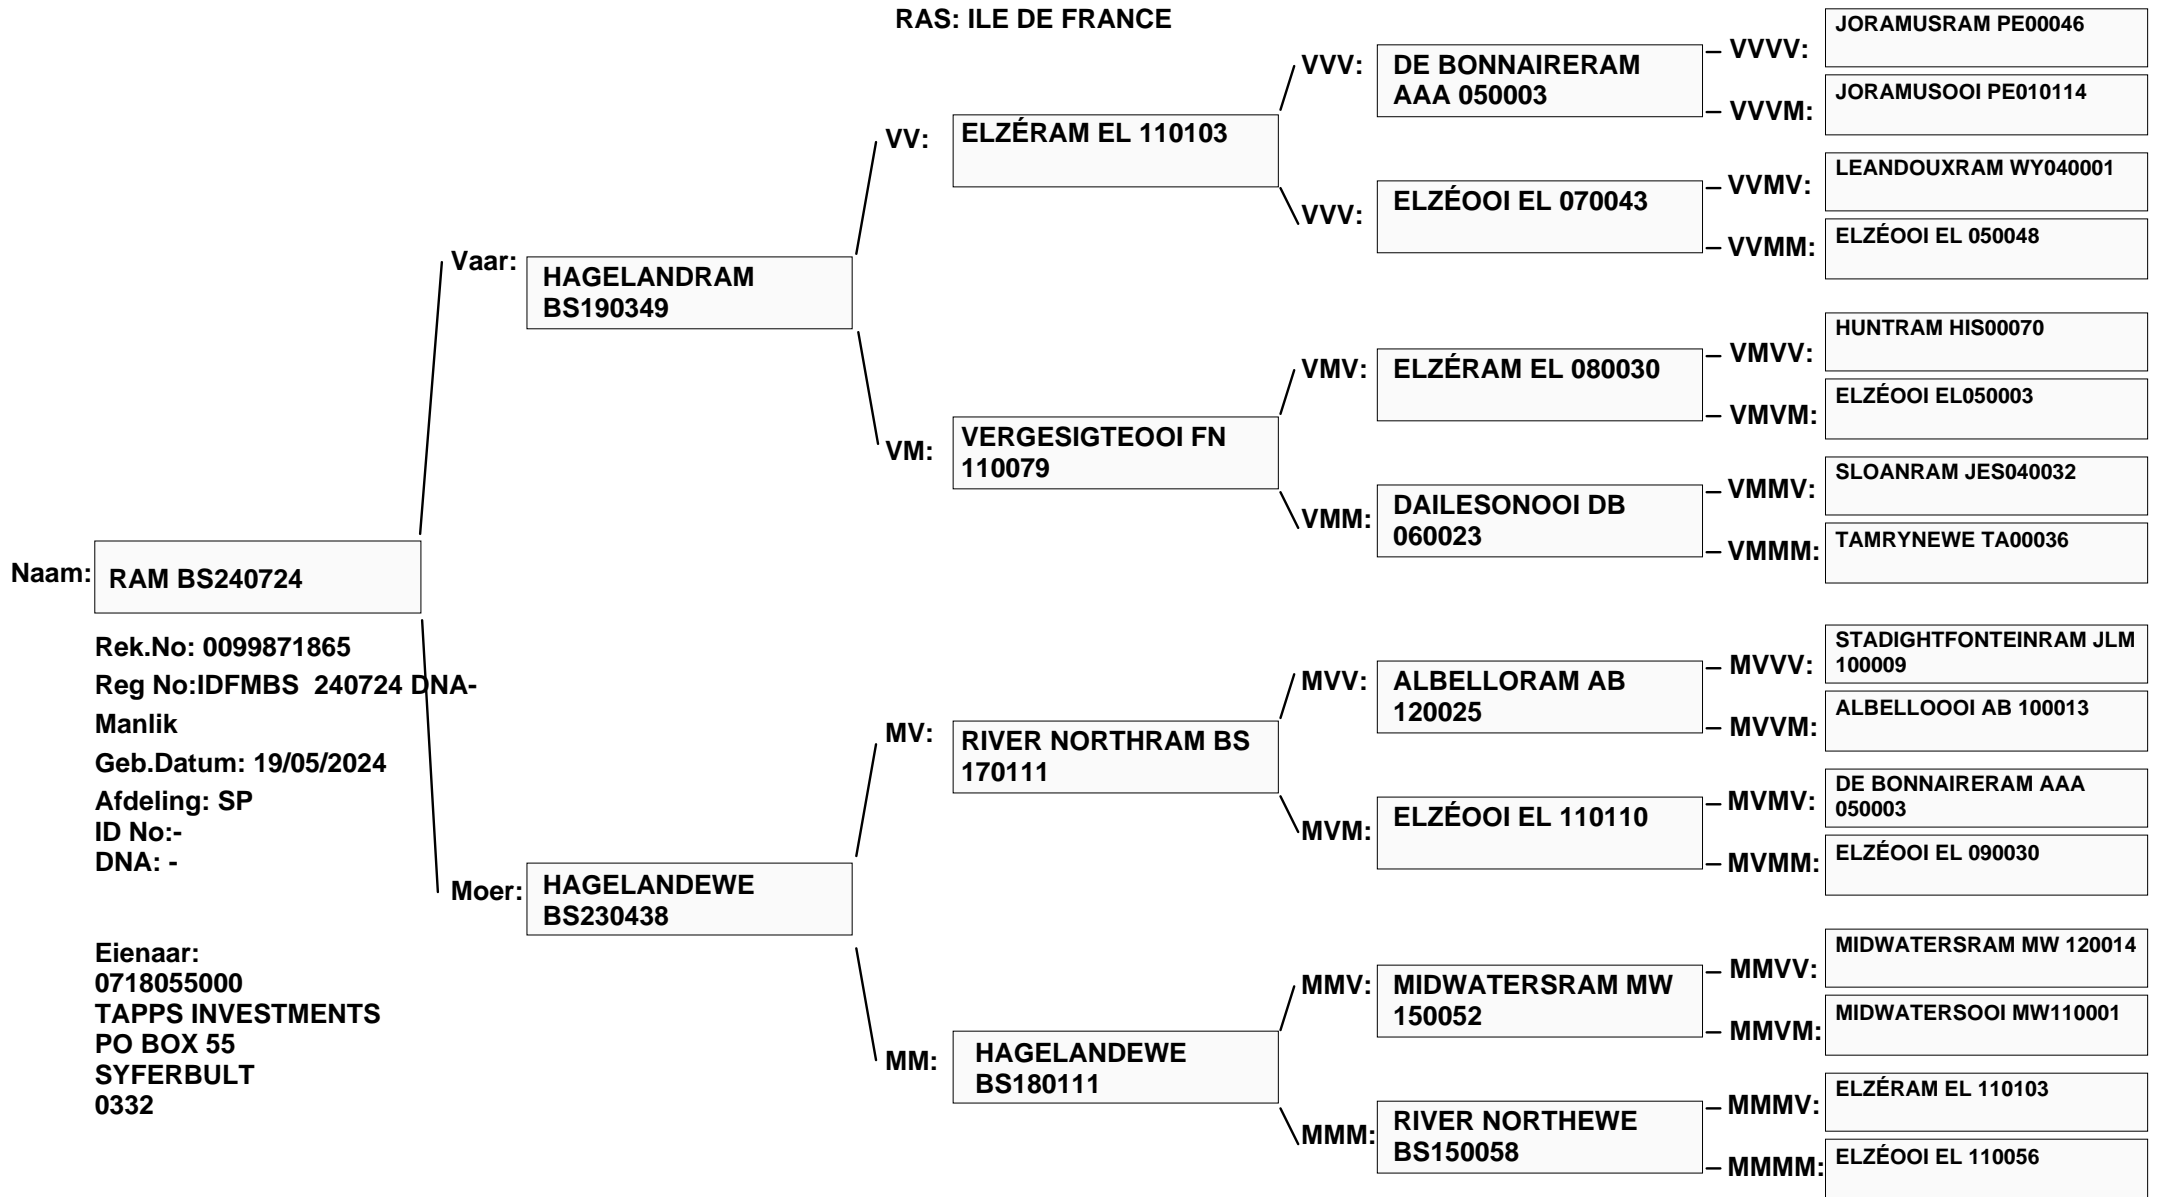 RAS: ILE DE FRANCE
Naam:
RAM BS240724
Rek.No: 0099871865
Reg No:IDFMBS  240724 DNA-
Manlik
Geb.Datum: 19/05/2024
Afdeling: SP
ID No:-
DNA: -
Eienaar:
0718055000
TAPPS INVESTMENTS
PO BOX 55
SYFERBULT
0332
Vaar:
HAGELANDRAM
BS190349
Moer:
HAGELANDEWE
BS230438
VV:
ELZÉRAM EL 110103
VM:
VERGESIGTEOOI FN
110079
MV:
RIVER NORTHRAM BS
170111
MM:
HAGELANDEWE
BS180111
VVV:
DE BONNAIRERAM
AAA 050003
VVV:
ELZÉOOI EL 070043
VMV:
ELZÉRAM EL 080030
VMM:
DAILESONOOI DB
060023
MVV:
ALBELLORAM AB
120025
MVM:
ELZÉOOI EL 110110
MMV:
MIDWATERSRAM MW
150052
MMM:
RIVER NORTHEWE
BS150058
VVVV:
JORAMUSRAM PE00046
VVVM:
JORAMUSOOI PE010114
VVMV:
LEANDOUXRAM WY040001
VVMM:
ELZÉOOI EL 050048
VMVV:
HUNTRAM HIS00070
VMVM:
ELZÉOOI EL050003
VMMV:
SLOANRAM JES040032
VMMM:
TAMRYNEWE TA00036
MVVV:
STADIGHTFONTEINRAM JLM
100009
MVVM:
ALBELLOOOI AB 100013
MVMV:
DE BONNAIRERAM AAA
050003
MVMM:
ELZÉOOI EL 090030
MMVV:
MIDWATERSRAM MW 120014
MMVM:
MIDWATERSOOI MW110001
MMMV:
ELZÉRAM EL 110103
MMMM:
ELZÉOOI EL 110056